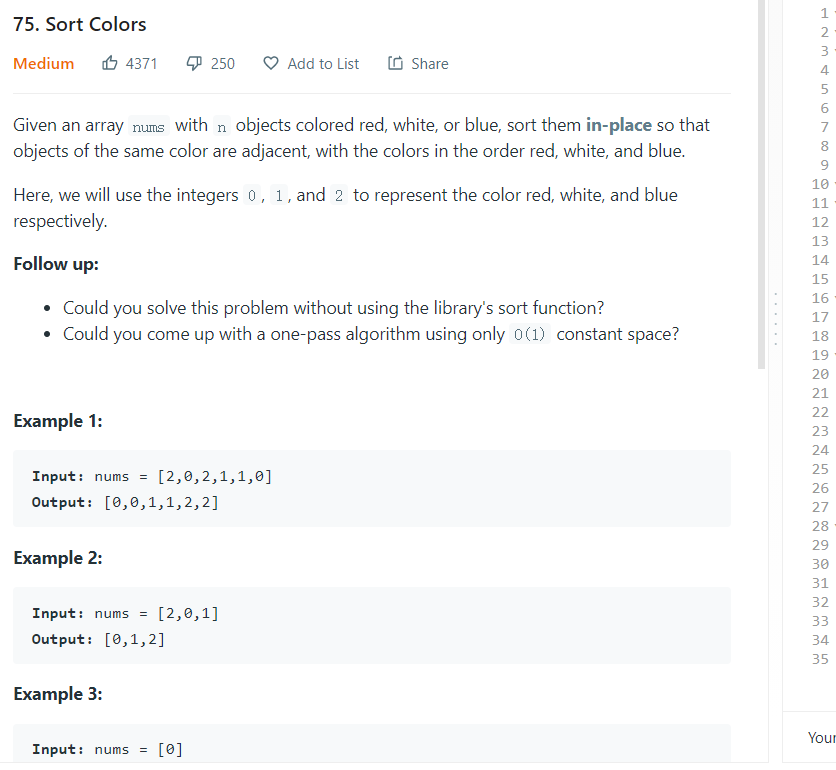 75. Sort Colors
Medium 4371 250 Add to List Share
Given an array nums with n objects colored red, white, or blue, sort them in-place so that
objects of the same color are adjacent, with the colors in the order red, white, and blue.
Here, we will use the integers 0, 1, and 2 to represent the color red, white, and blue
respectively.
Follow up:
• Could you solve this problem without using the library's sort function?
• Could you come up with a one-pass algorithm using only O(1) constant space?
Example 1:
Input: nums = [2,0,2,1,1,0]
Output: [0,0,1,1,2,2]
Example 2:
Input: nums = [2,0,1]
Output: [0,1,2]
Example 3:
Input: nums = [0]
1
2
3
4
5
6
7
8
9
10
11
12
13
14
15
16
17
18
19
20
21
22
23
24
25
26
27
28
29
30
31
32
33
34
35
Your